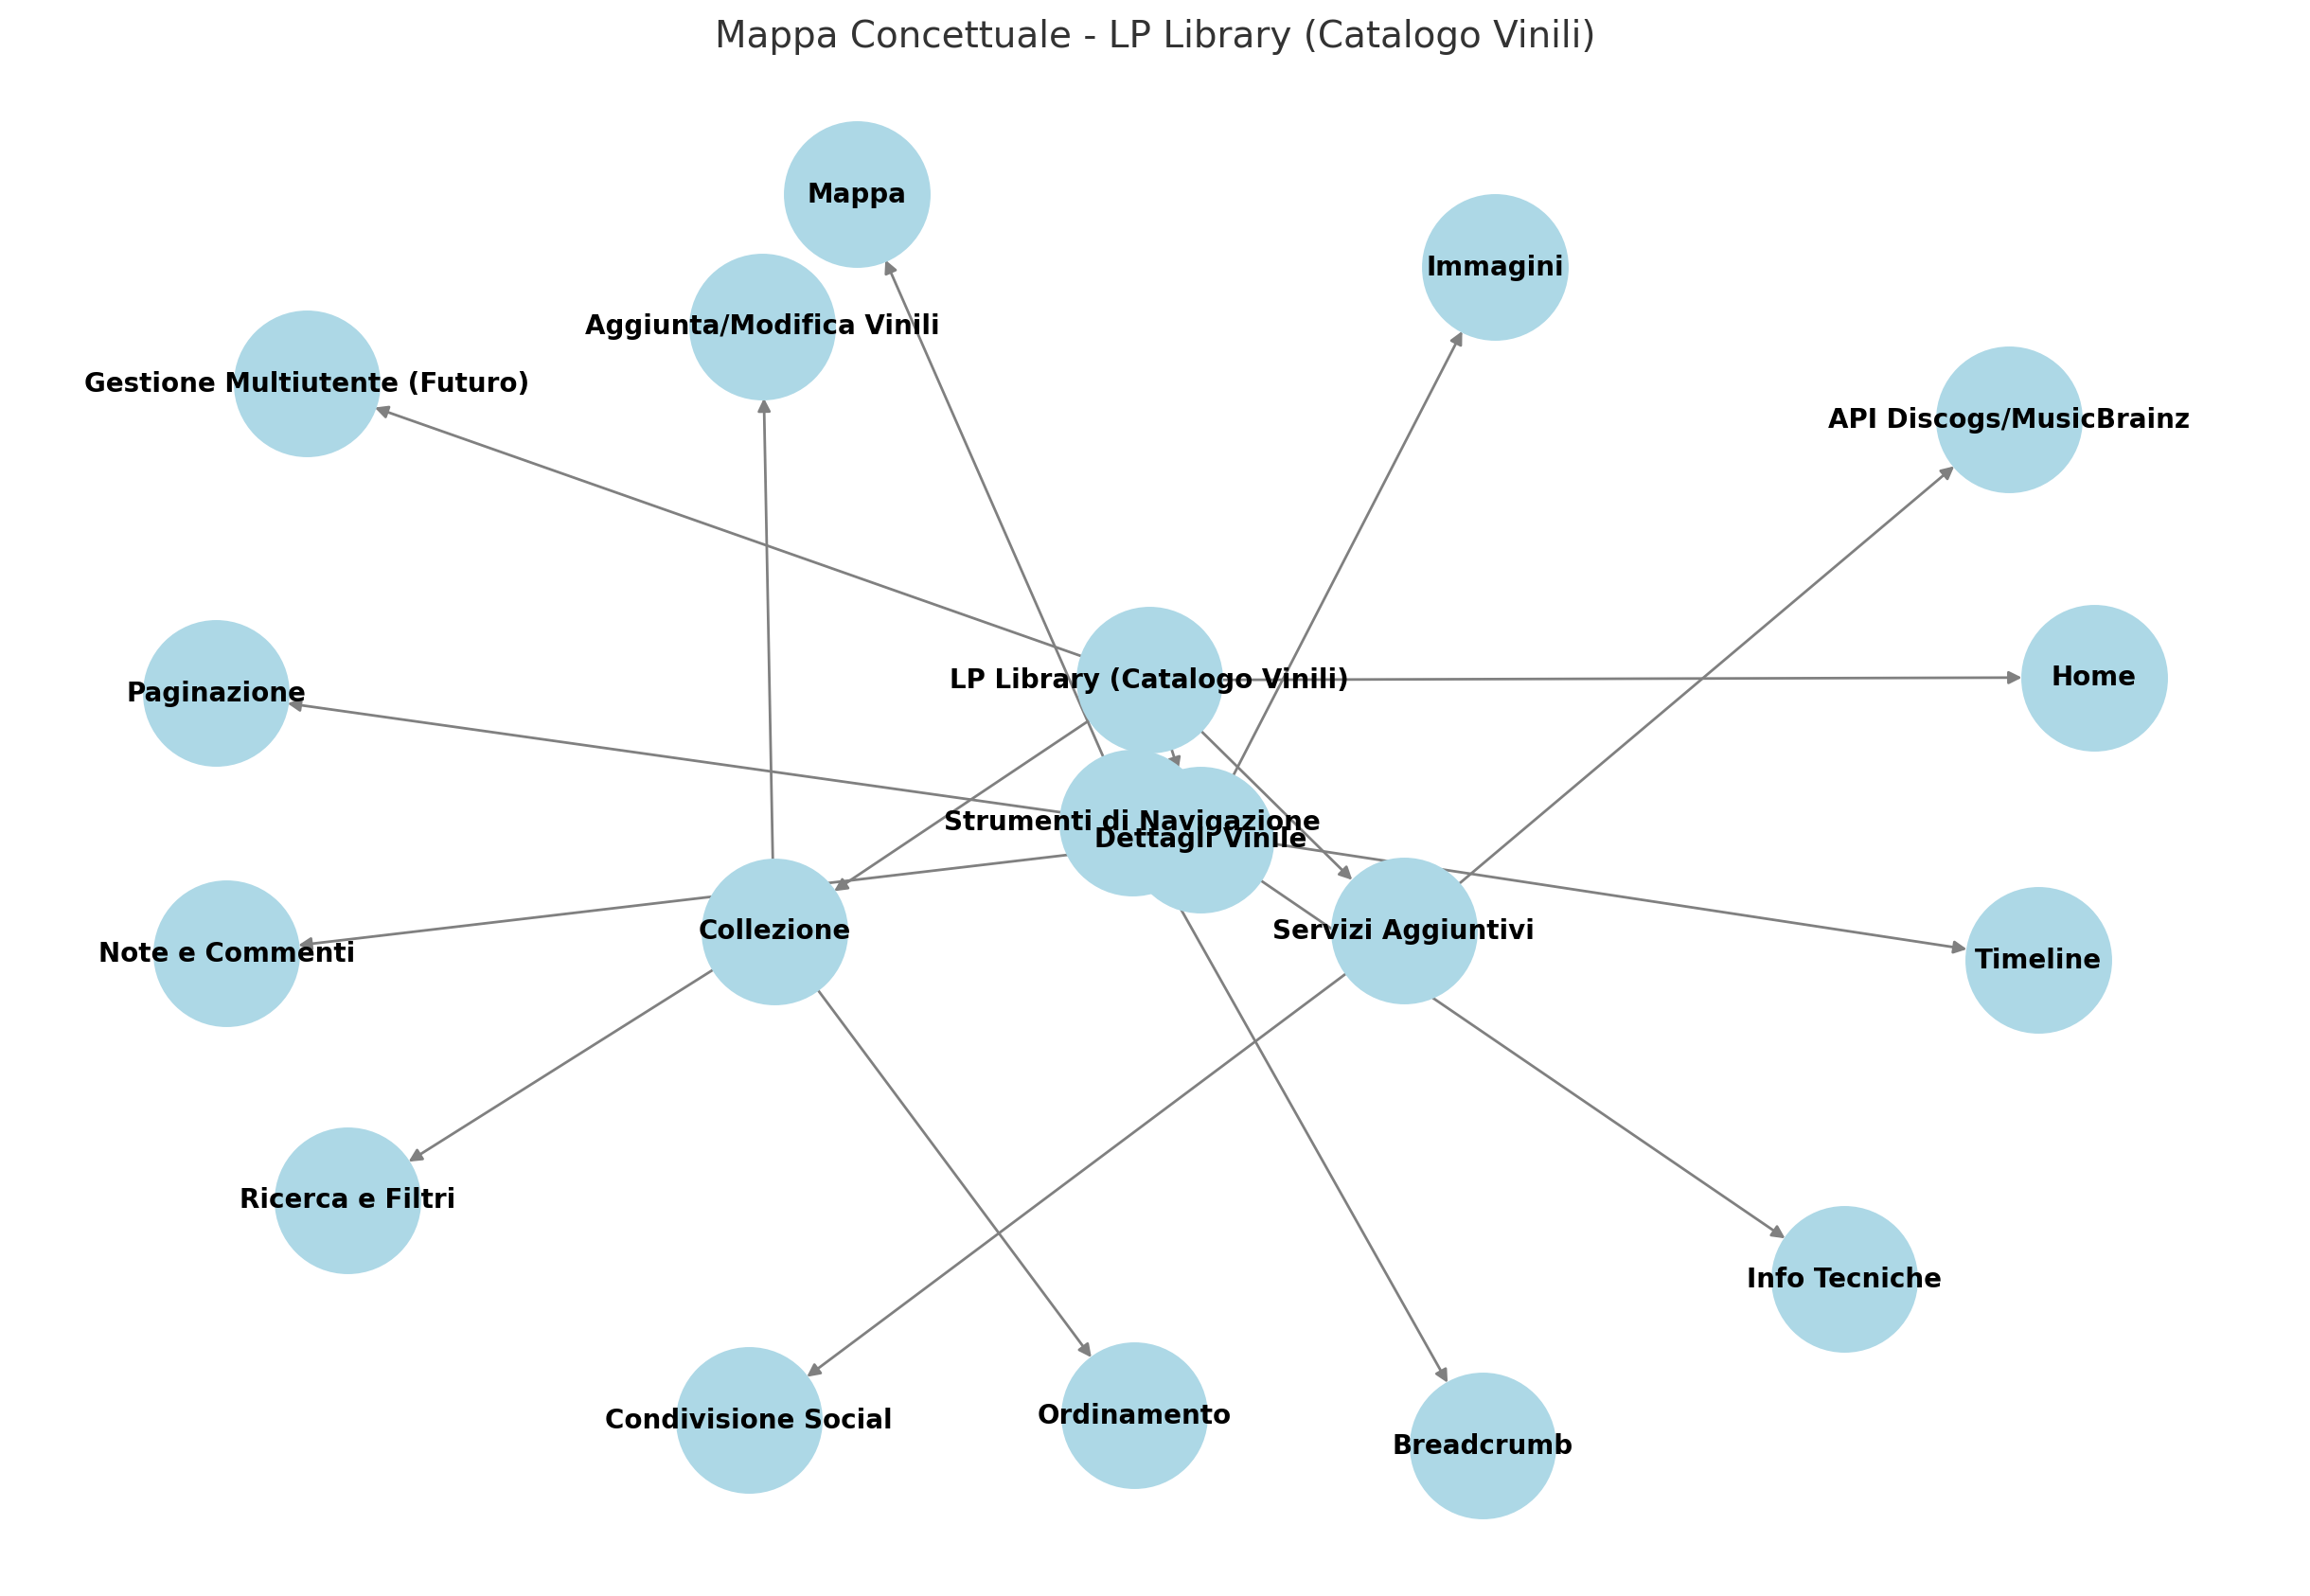 Mappa Concettuale - LP Library (Catalogo Vinili)
Mappa
Immagini
Aggiunta/Modifica Vinili
Gestione Multiutente (Futuro)
API Discogs/MusicBrainz
Home
LP Library (Catalogo Vinili)
Paginazione
Strumenti di Navigazione
Dettagli Vinile
Collezione
Servizi Aggiuntivi
Note e Commenti
Timeline
Ricerca e Filtri
Info Tecniche
Condivisione Social
Ordinamento
Breadcrumb